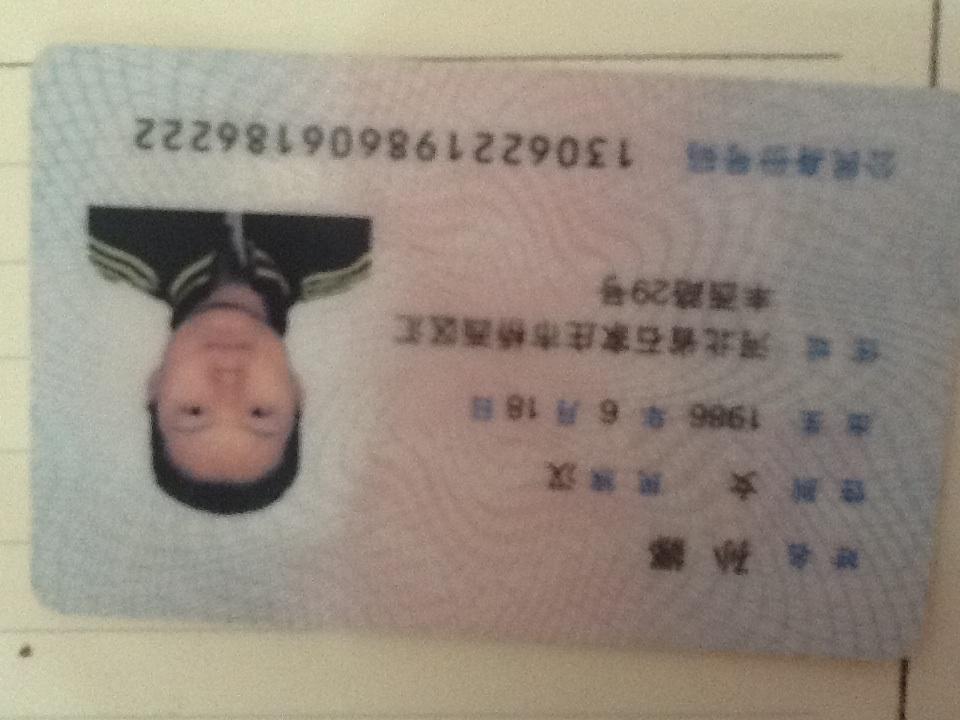 姓名 孙娜
性别 女 民族 汉
出生 1986 年 6 月 18 日
住址 河北省石家庄市桥西区汇
丰西路29号
公民身份号码 130622198606186222